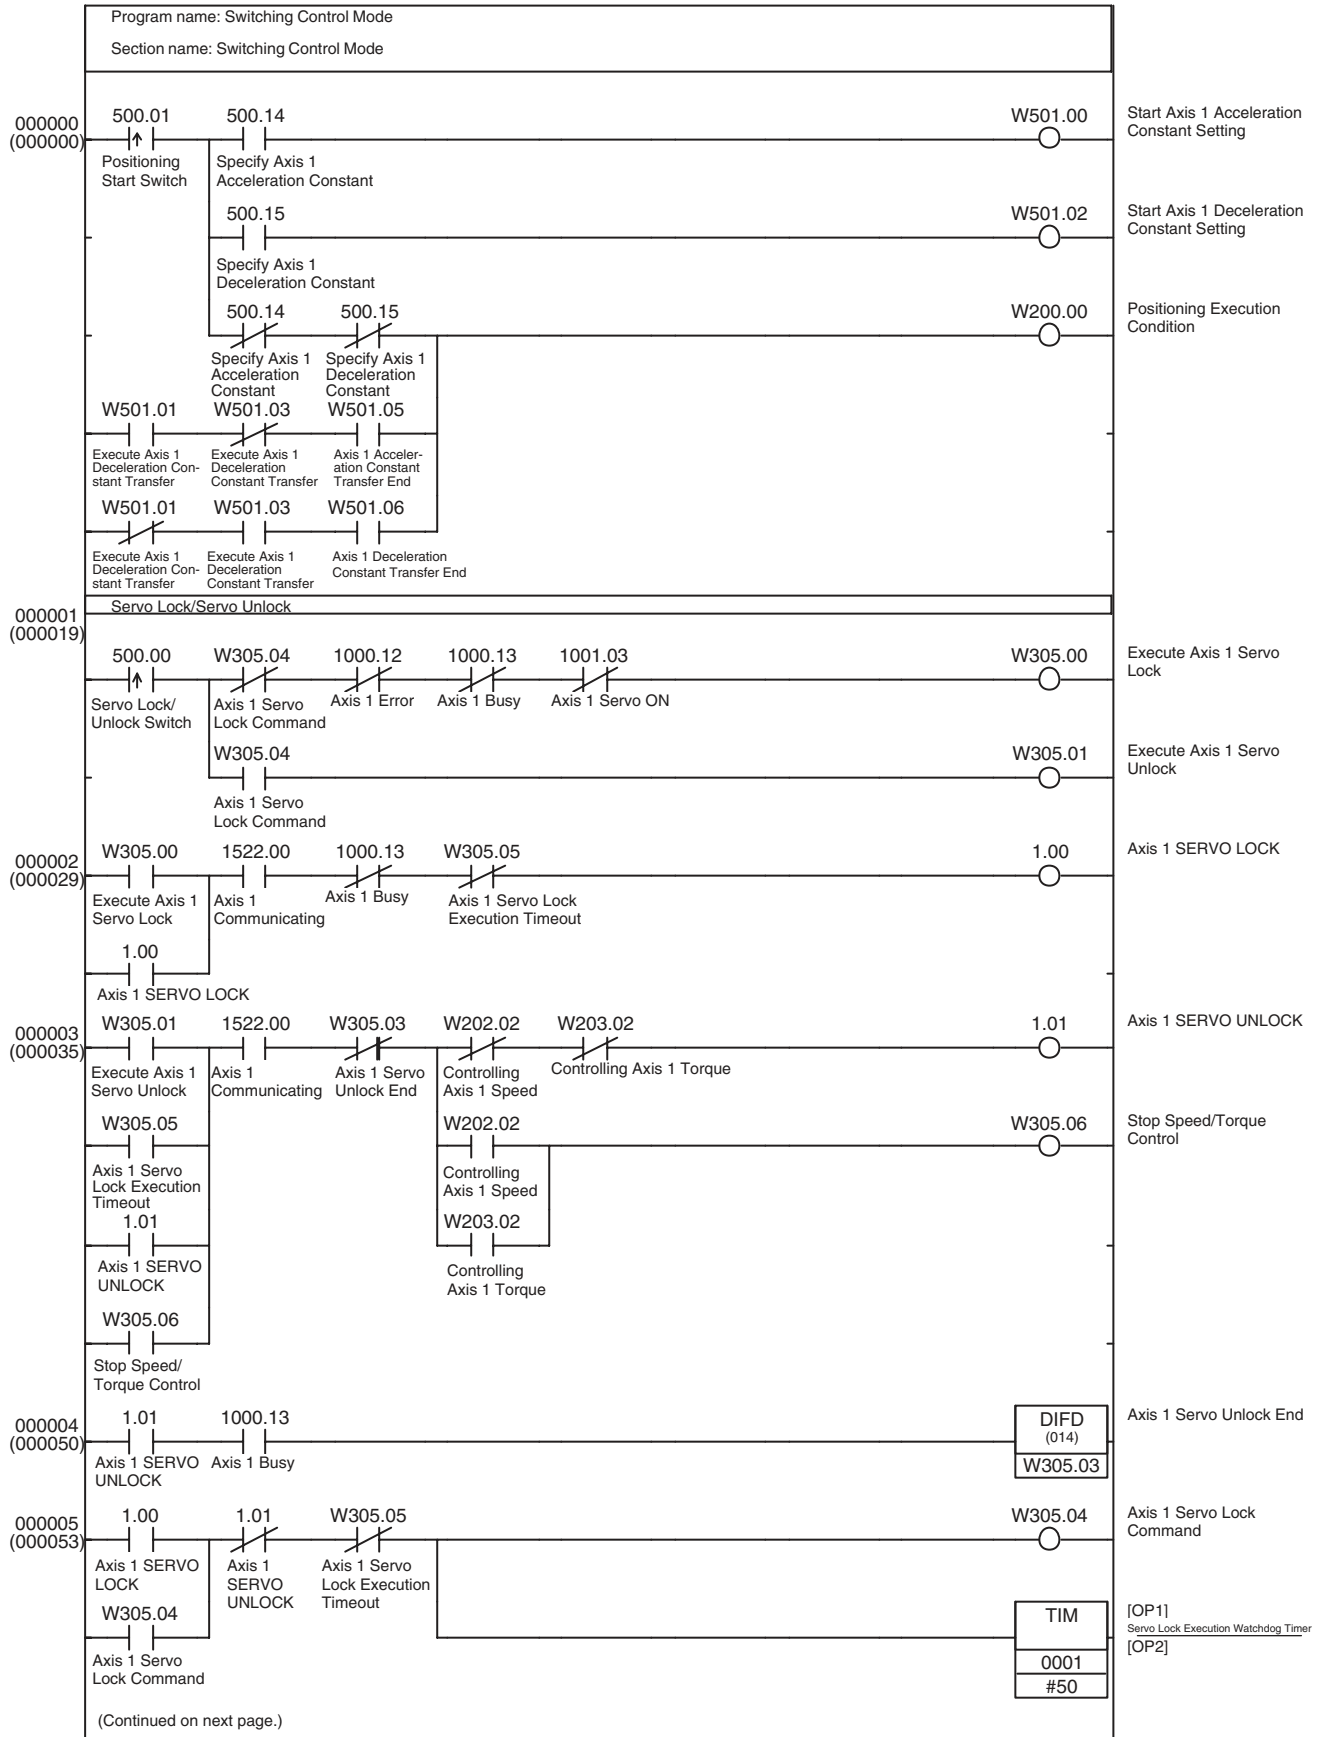 Program name: Switching Control Mode
Section name: Switching Control Mode
000000
(000000)
500.01
500.14
W501.00
Start Axis 1 Acceleration
Constant Setting
Positioning
Start Switch
Specify Axis 1
Acceleration Constant
500.15
W501.02
Start Axis 1 Deceleration
Constant Setting
Specify Axis 1
Deceleration Constant
500.14
500.15
W200.00
Positioning Execution
Condition
Specify Axis 1
Acceleration
Constant
Specify Axis 1
Deceleration
Constant
W501.01
W501.03
W501.05
Execute Axis 1
Deceleration Con-
stant Transfer
Execute Axis 1
Deceleration
Constant Transfer
Axis 1 Acceler-
ation Constant
Transfer End
W501.01
W501.03
W501.06
Execute Axis 1
Deceleration Con-
stant Transfer
Execute Axis 1
Deceleration
Constant Transfer
Axis 1 Deceleration
Constant Transfer End
Servo Lock/Servo Unlock
000001
(000019)
500.00
W305.04
1000.12
1000.13
1001.03
W305.00
Execute Axis 1 Servo
Lock
Servo Lock/
Unlock Switch
Axis 1 Servo
Lock Command
Axis 1 Error
Axis 1 Busy
Axis 1 Servo ON
W305.04
W305.01
Execute Axis 1 Servo
Unlock
Axis 1 Servo
Lock Command
000002
(000029)
W305.00
1522.00
1000.13
W305.05
1.00
Axis 1 SERVO LOCK
Execute Axis 1
Servo Lock
Axis 1
Communicating
Axis 1 Busy
Axis 1 Servo Lock
Execution Timeout
1.00
Axis 1 SERVO LOCK
000003
(000035)
W305.01
1522.00
W305.03
W202.02
W203.02
1.01
Axis 1 SERVO UNLOCK
Execute Axis 1
Servo Unlock
Axis 1
Communicating
Axis 1 Servo
Unlock End
Controlling
Axis 1 Speed
Controlling Axis 1 Torque
W305.05
W202.02
W305.06
Stop Speed/Torque
Control
Axis 1 Servo
Lock Execution
Timeout
Controlling
Axis 1 Speed
1.01
W203.02
Axis 1 SERVO
UNLOCK
Controlling
Axis 1 Torque
W305.06
Stop Speed/
Torque Control
000004
(000050)
1.01
1000.13
DIFD
(014)
W305.03
Axis 1 Servo Unlock End
Axis 1 SERVO
UNLOCK
Axis 1 Busy
000005
(000053)
1.00
1.01
W305.05
W305.04
Axis 1 Servo Lock
Command
Axis 1 SERVO
LOCK
Axis 1
SERVO
UNLOCK
Axis 1 Servo
Lock Execution
Timeout
W305.04
TIM
0001
#50
[OP1]
Servo Lock Execution Watchdog Timer
[OP2]
Axis 1 Servo
Lock Command
(Continued on next page.)